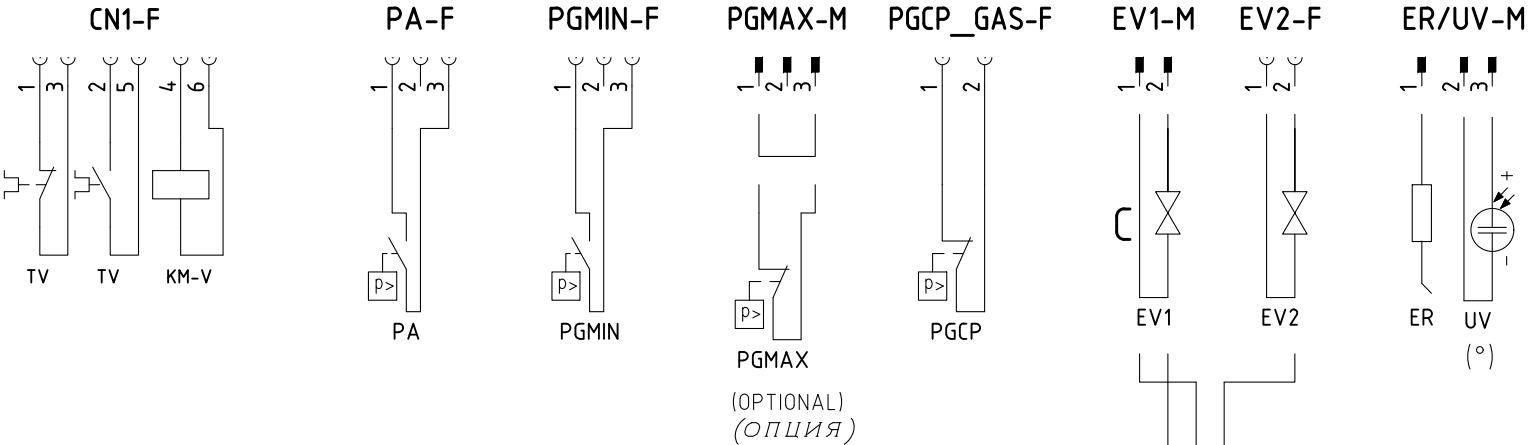 CN1-F PA-F PGMIN-F PGMAX-M PGCP_GAS-F EV1-M EV2-F ER/UV-M
1 3 2 5 4 6 1 2 3 1 2 3 1 2 3 1 2 1 2 1 2 1 2 3
+
C
-
p> p> p> p>
TV TV KM-V
EV1 EV2 ER UV
PA PGMIN PGCP
(°)
PGMAX
(OPTIONAL)
(ОПЦИЯ)